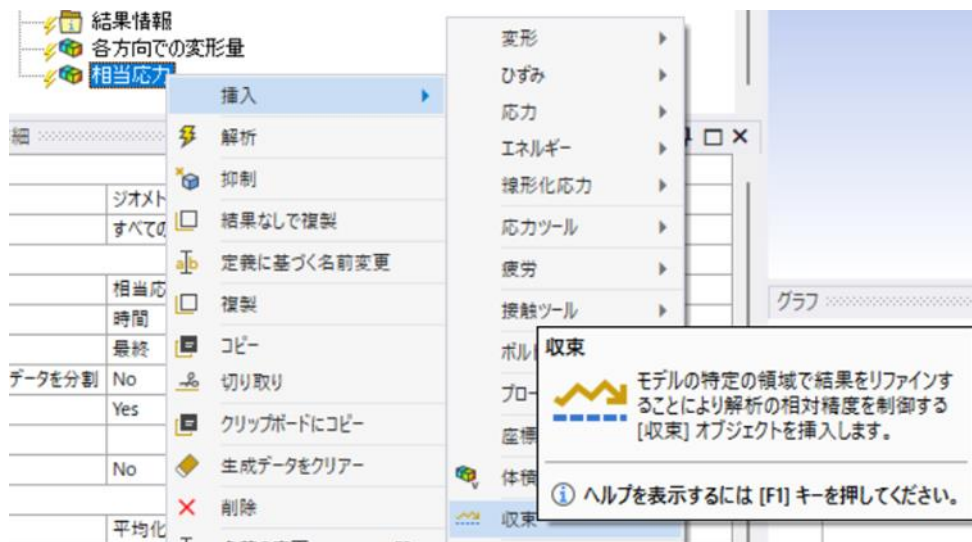 結果情報
各方向での変形量
相当応力
細
ジオメト
すべての
相当応
時間
最終
データを分割 No
Yes
No
平均化
挿入
解析
抑制
結果なしで複製
定義に基づく名前変更
複製
コピー
切り取り
クリップボードにコピー
生成データをクリアー
削除
変形
ひずみ
応力
エネルギー
線形化応力
応力ツール
疲労
接触ツール
ボル
プロー
座標
体積
収束
収束
モデルの特定の領域で結果をリファインす
ることにより解析の相対精度を制御する
[収束] オブジェクトを挿入します。
ヘルプを表示するには [F1] キーを押してください。
グラフ